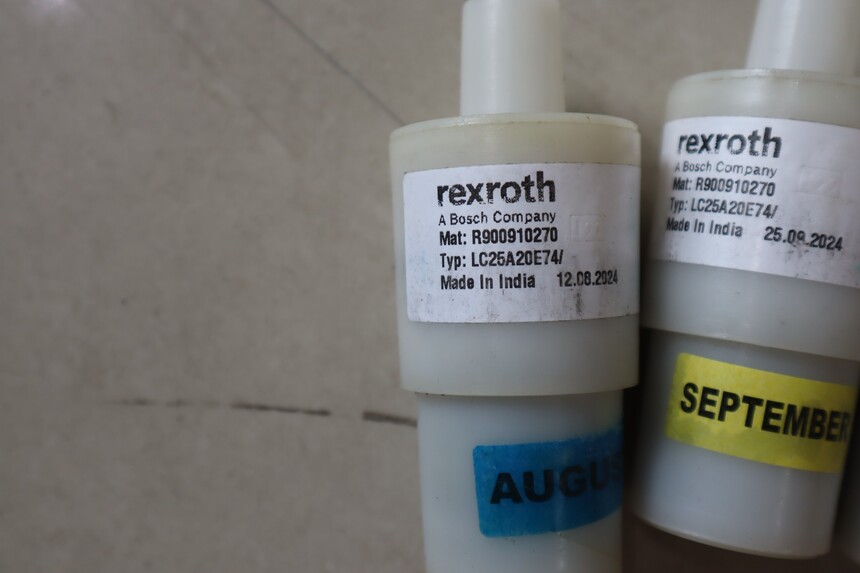 rexroth
A Bosch Company
Mat: R900910270
Typ: LC25A20E74/
Made In India 12.08.2024
AUGUS
rexroth
A Bosch Company
Mat: R900910270
Typ: LC25A20E74/
Made In India 25.09.2024
SEPTEMBER